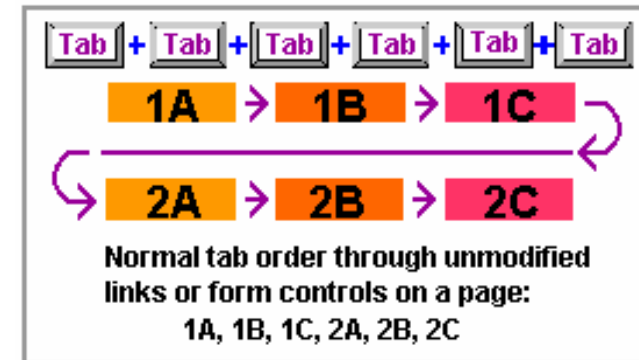 Tab + Tab + Tab + Tab + Tab + Tab
1A 1B 1C
2A 2B 2C
Normal tab order through unmodified
links or form controls on a page:
1A, 1B, 1C, 2A, 2B, 2C